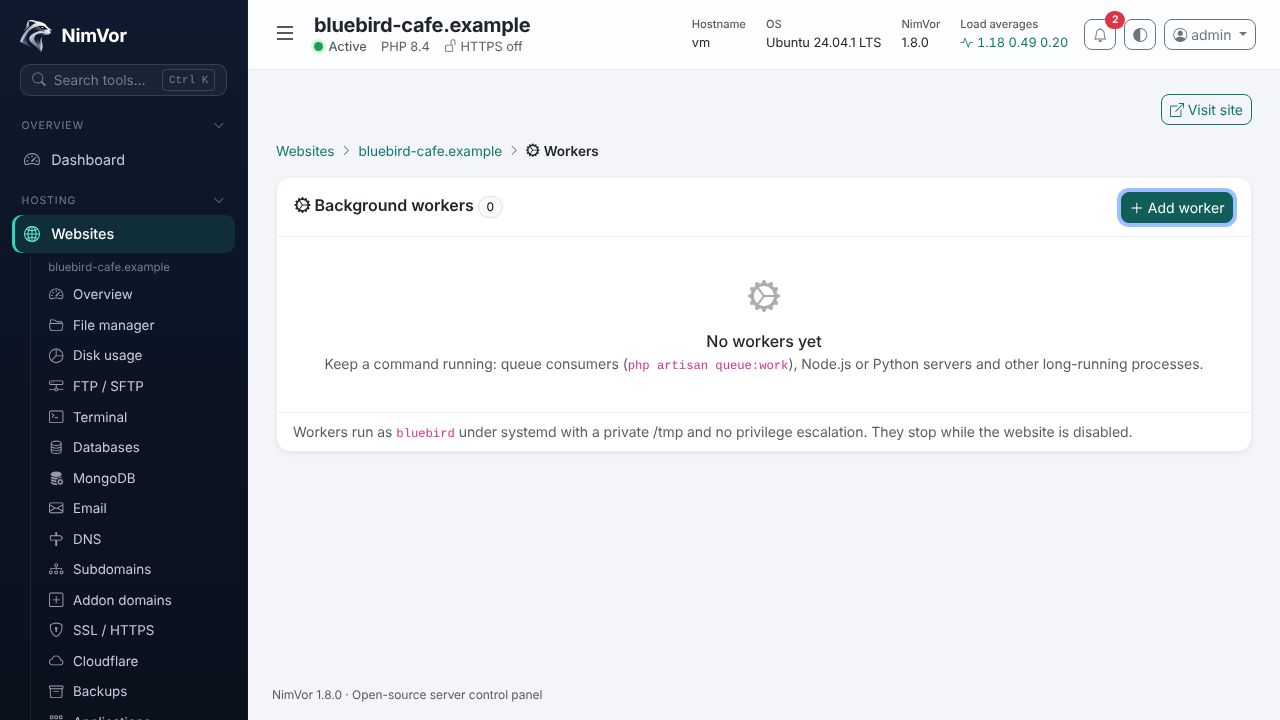 NimVor
Search tools... Ctrl K
OVERVIEW
Dashboard
HOSTING
Websites
bluebird-cafe.example
Overview
File manager
Disk usage
FTP / SFTP
Terminal
Databases
MongoDB
Email
DNS
Subdomains
Addon domains
SSL / HTTPS
Cloudflare
Backups
Applications
bluebird-cafe.example
Active PHP 8.4 HTTPS off
Hostname
vm
OS
Ubuntu 24.04.1 LTS
NimVor
1.8.0
Load averages
1.18 0.49 0.20
2
admin
Visit site
Websites > bluebird-cafe.example > Workers
Background workers 0
+ Add worker
No workers yet
Keep a command running: queue consumers (php artisan queue:work), Node.js or Python servers and other long-running processes.
Workers run as bluebird under systemd with a private /tmp and no privilege escalation. They stop while the website is disabled.
NimVor 1.8.0 · Open-source server control panel